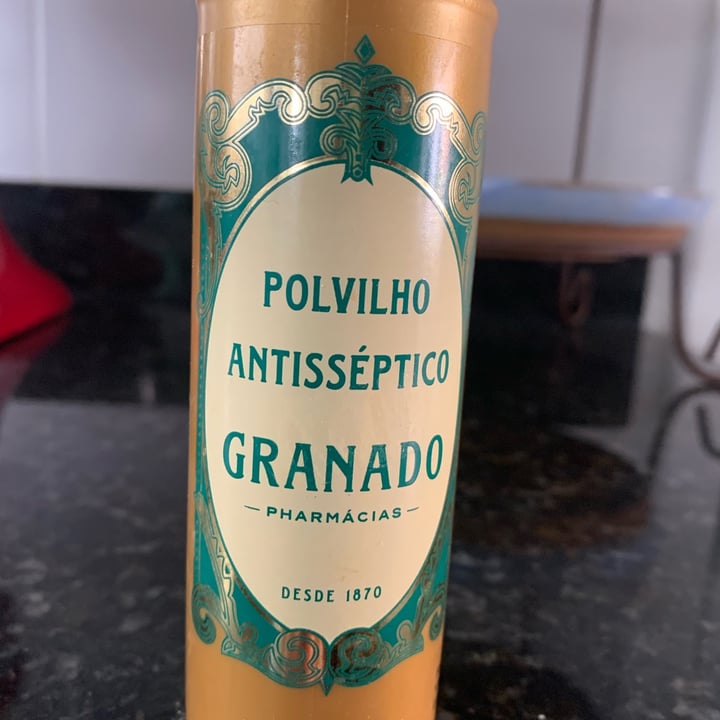 POLVILHO
ANTISSÉPTICO
GRANADO
— PHARMÁCIAS —
DESDE 1870